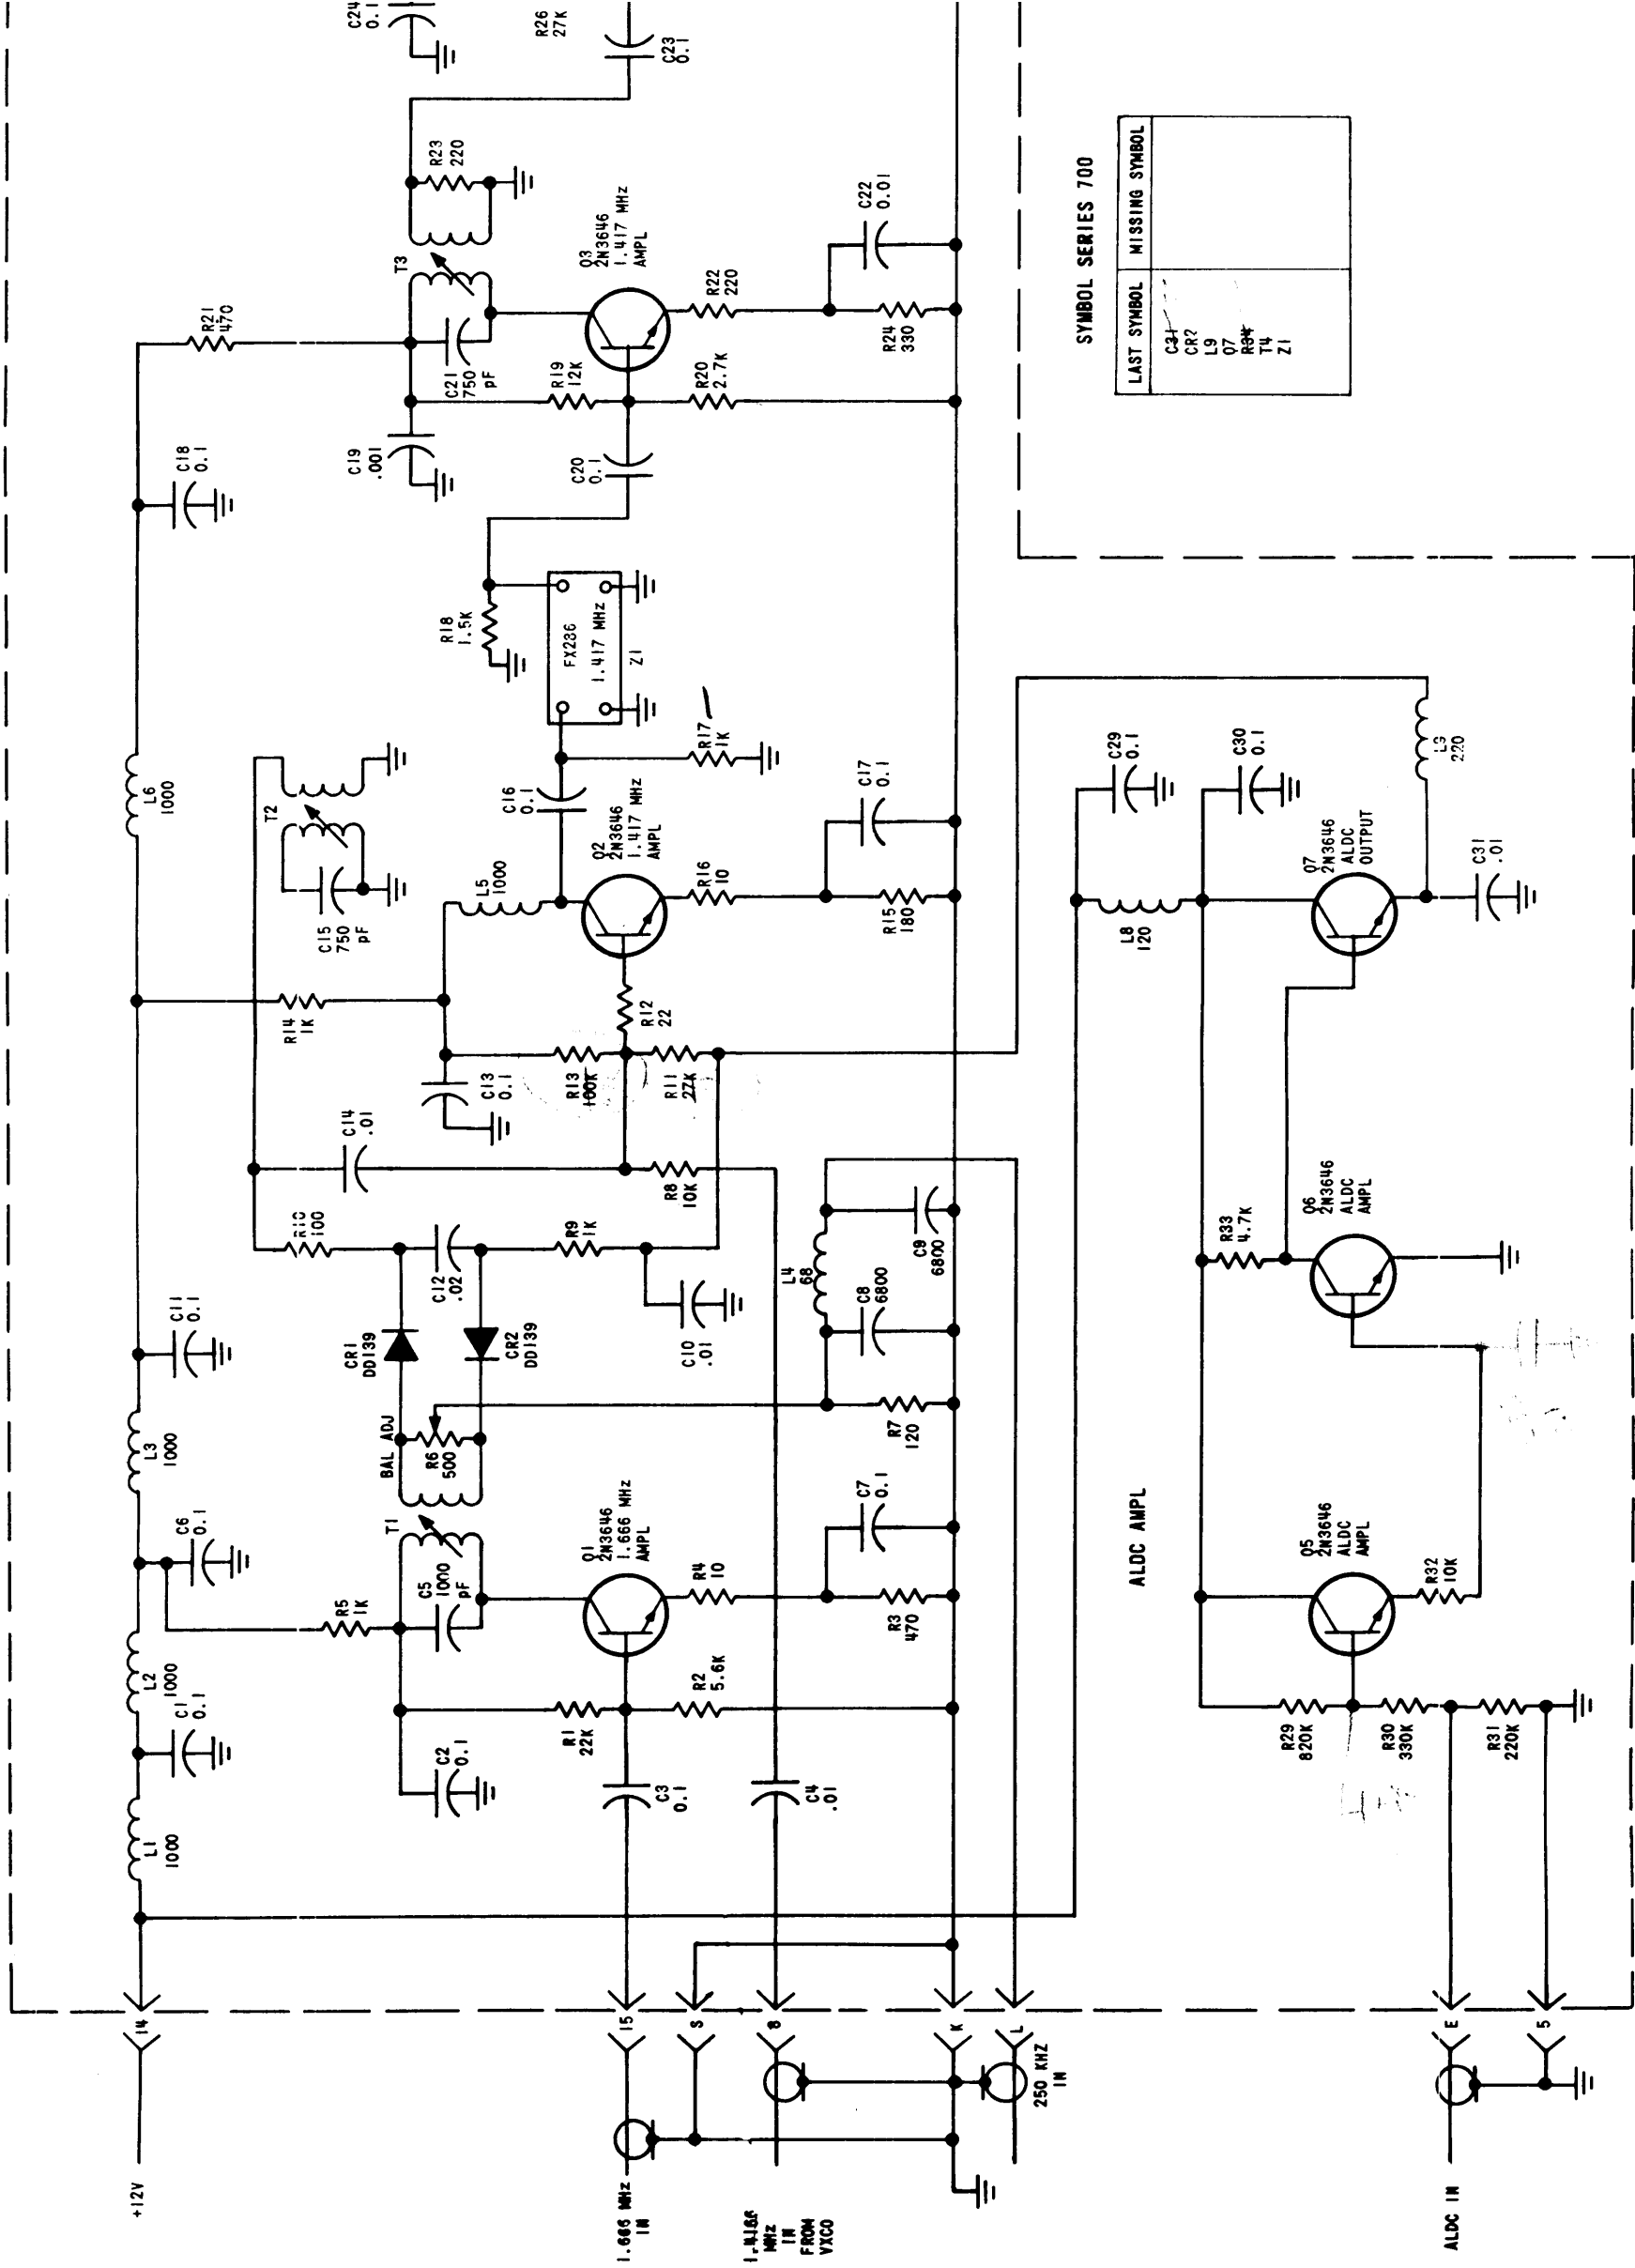 +12V
14
L1
1000
C1
0.1
L2
1000
C6
0.1
L3
1000
C11
0.1
L6
1000
C18
0.1
R21
470
C24
0.1
R26
27K
C23
0.1
R5
1K
C2
0.1
C5
1000
pF
T1
BAL ADJ
R6
500
CR1
DD139
CR2
DD139
C12
.02
R10
100
C14
.01
R14
1K
C13
0.1
C15
750
pF
T2
L5
1000
C16
0.1
R18
1.5K
FX286
1.417 MHz
Z1
C19
.001
C21
750
pF
T3
R23
220
R19
12K
C20
0.1
Q3
2N3646
1.417 MHz
AMPL
R20
2.7K
R22
220
R24
330
C22
0.01
1.666 MHz
IN
15
C3
0.1
R1
22K
R2
5.6K
Q1
2N3646
1.666 MHz
AMPL
R4
10
R3
470
C7
0.1
R9
1K
C10
.01
R8
10K
R13
100K
R11
27K
R12
22
Q2
2N3646
1.417 MHz
AMPL
R16
10
R15
180
C17
0.1
R17
1K
S
1.4166
MHz
IN
FROM
VXCO
8
C4
.01
R7
120
C8
6800
L4
68
C9
6800
K
L
250 KHZ
IN
ALDC AMPL
L8
120
C29
0.1
C30
0.1
SYMBOL SERIES 700
LAST SYMBOL MISSING SYMBOL
C31
CR2
L9
Q7
R34
T4
Z1
R29
820K
R30
330K
R31
220K
Q5
2N3646
ALDC
AMPL
R32
10K
R33
4.7K
Q6
2N3646
ALDC
AMPL
Q7
2N3646
ALDC
OUTPUT
220
C31
.01
ALDC IN
E
5